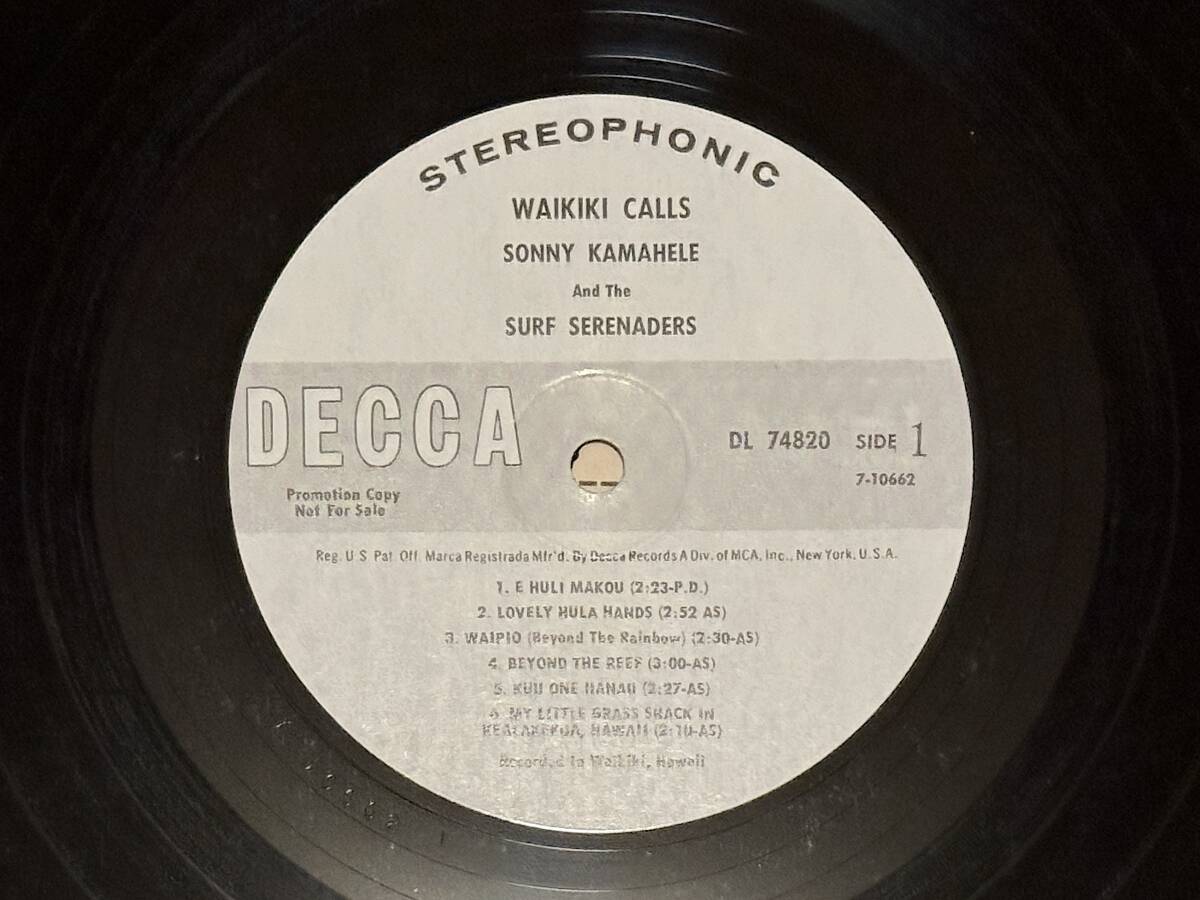 STEREOPHONIC
WAIKIKI CALLS
SONNY KAMAHELE
And The
SURF SERENADERS
DECCA
DL 74820 SIDE 1
7-10662
Promotion Copy
Not For Sale
Reg. U.S. Pat. Off. Marca Registrada Mfr'd. By Decca Records A Div. of MCA, Inc., New York, U.S.A.
1. E HULI MAKOU (2:23-P.D.)
2. LOVELY HULA HANDS (2:52 AS)
3. WAIPIO (Beyond The Rainbow) (2:30-AS)
4. BEYOND THE REEF (3:00-AS)
5. KUU ONE HANAU (2:27-AS)
6. MY LITTLE GRASS SHACK IN
KEALAKEKUA, HAWAII (2:10-AS)
Recorded in Waikiki, Hawaii